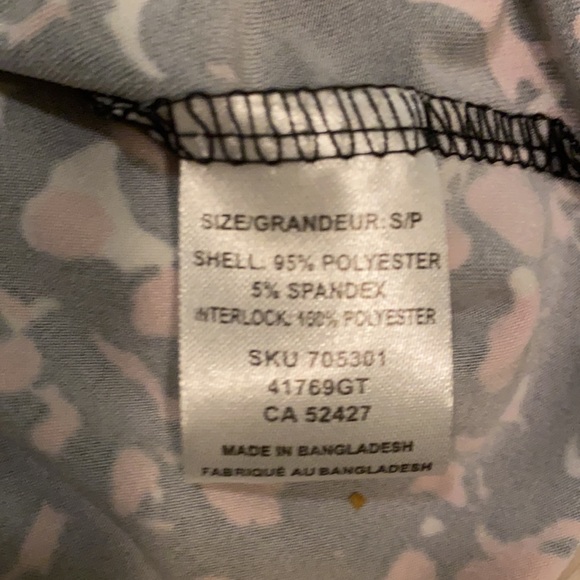 SIZE/GRANDEUR: S/P
SHELL: 95% POLYESTER
5% SPANDEX
INTERLOCK: 100% POLYESTER
SKU 705301
41769GT
CA 52427
MADE IN BANGLADESH
FABRIQUÉ AU BANGLADESH